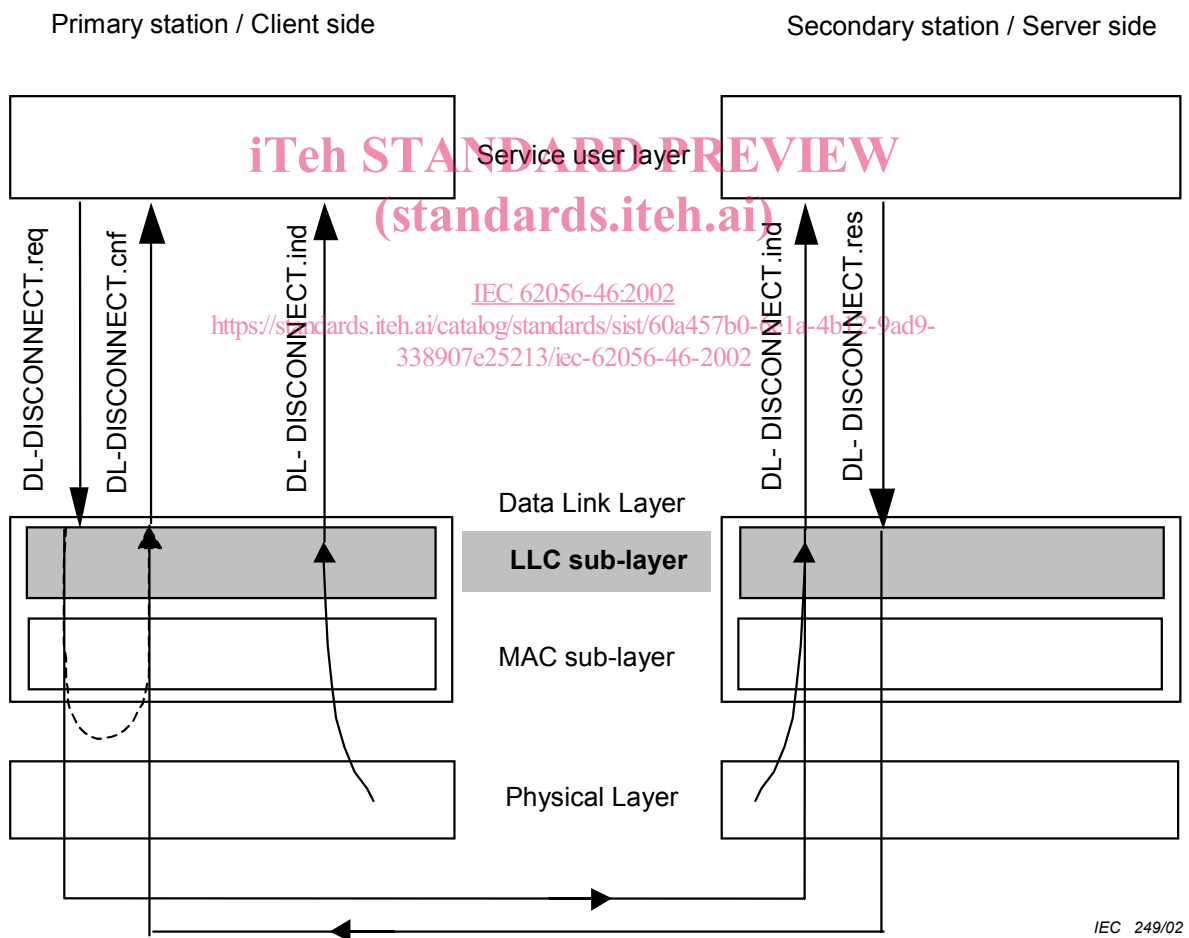 Primary station / Client side
Secondary station / Server side
iTeh STANDARD PREVIEW
Service user layer
(standards.iteh.ai)
DL-DISCONNECT.req
DL-DISCONNECT.cnf
DL- DISCONNECT.ind
DL- DISCONNECT.ind
DL- DISCONNECT.res
IEC 62056-46:2002
https://standards.iteh.ai/catalog/standards/sist/60a457b0-6e1a-4b12-9ad9-
338907e25213/iec-62056-46-2002
Data Link Layer
LLC sub-layer
MAC sub-layer
Physical Layer
IEC 249/02